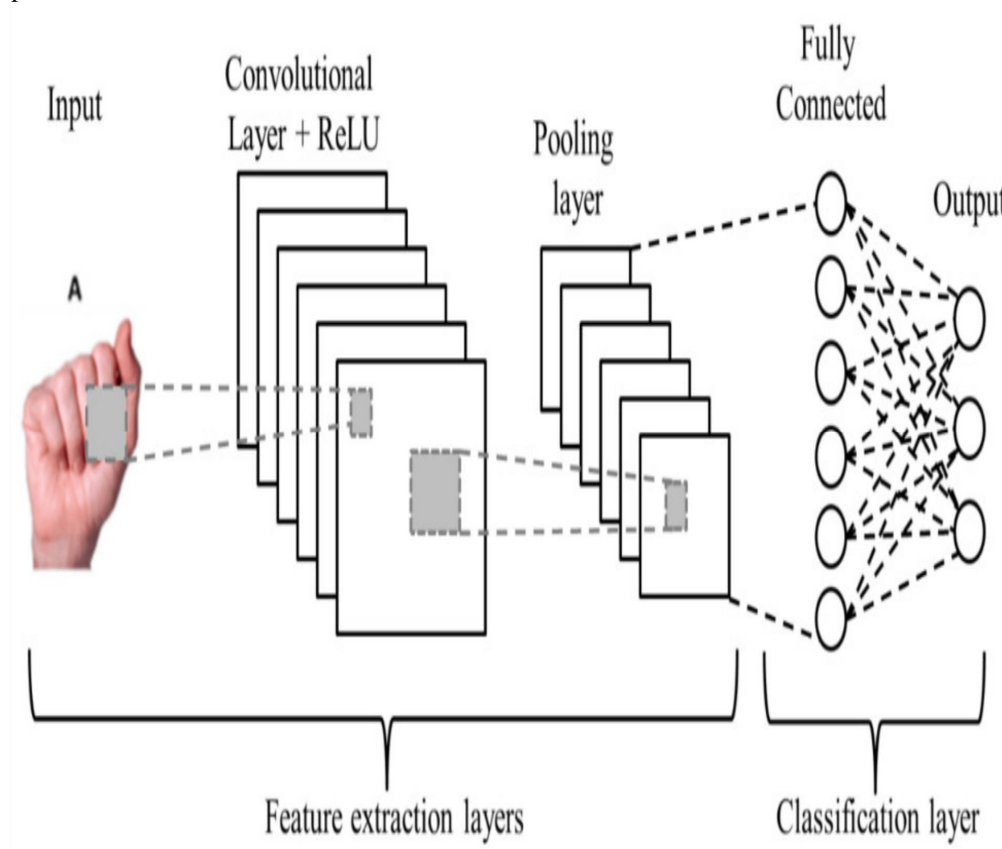 Input
Convolutional
Layer + ReLU
Pooling
layer
Fully
Connected
Output
A
Feature extraction layers
Classification layer